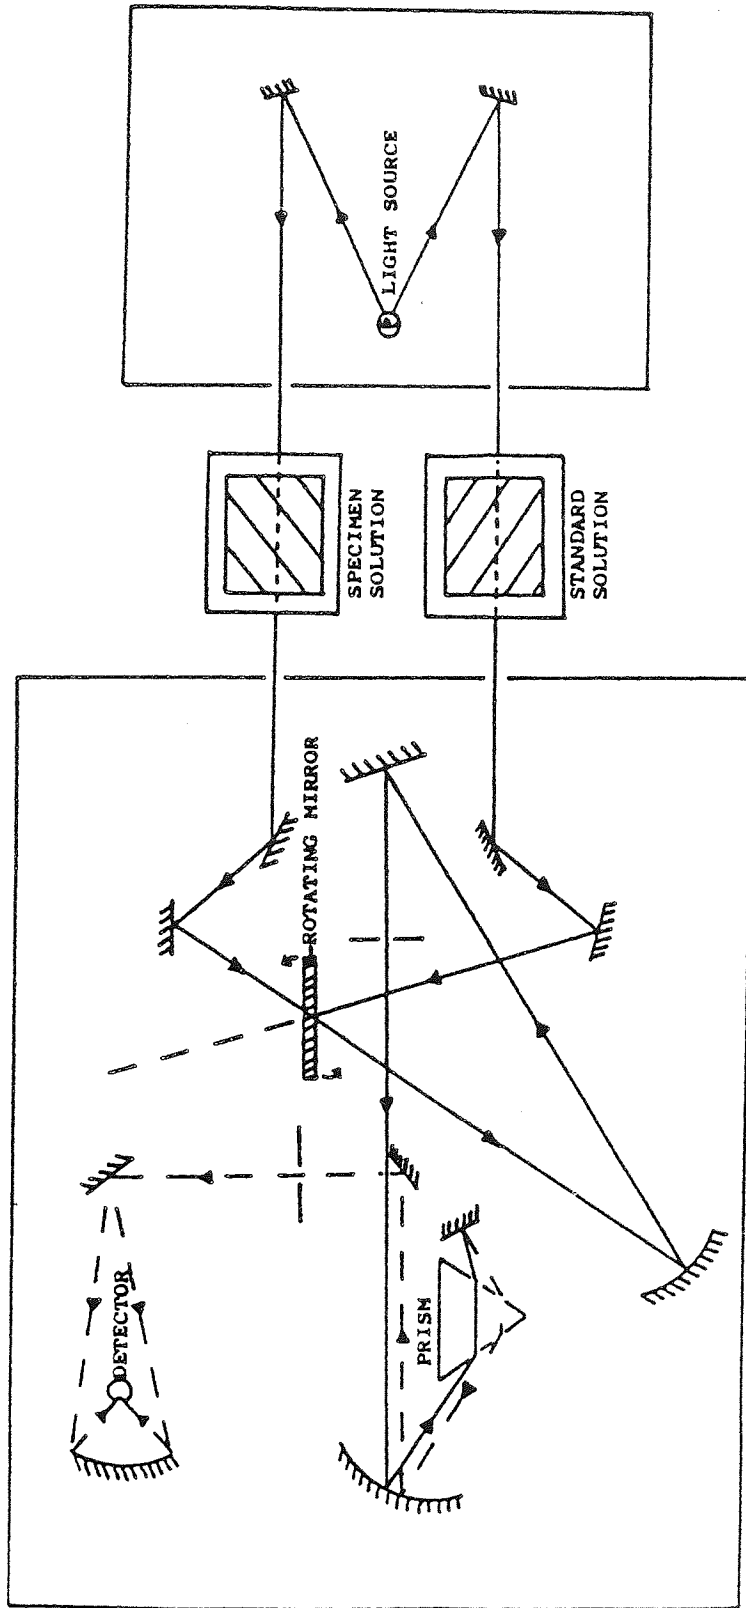 LIGHT SOURCE
SPECIMEN
SOLUTION
STANDARD
SOLUTION
ROTATING MIRROR
DETECTOR
PRISM